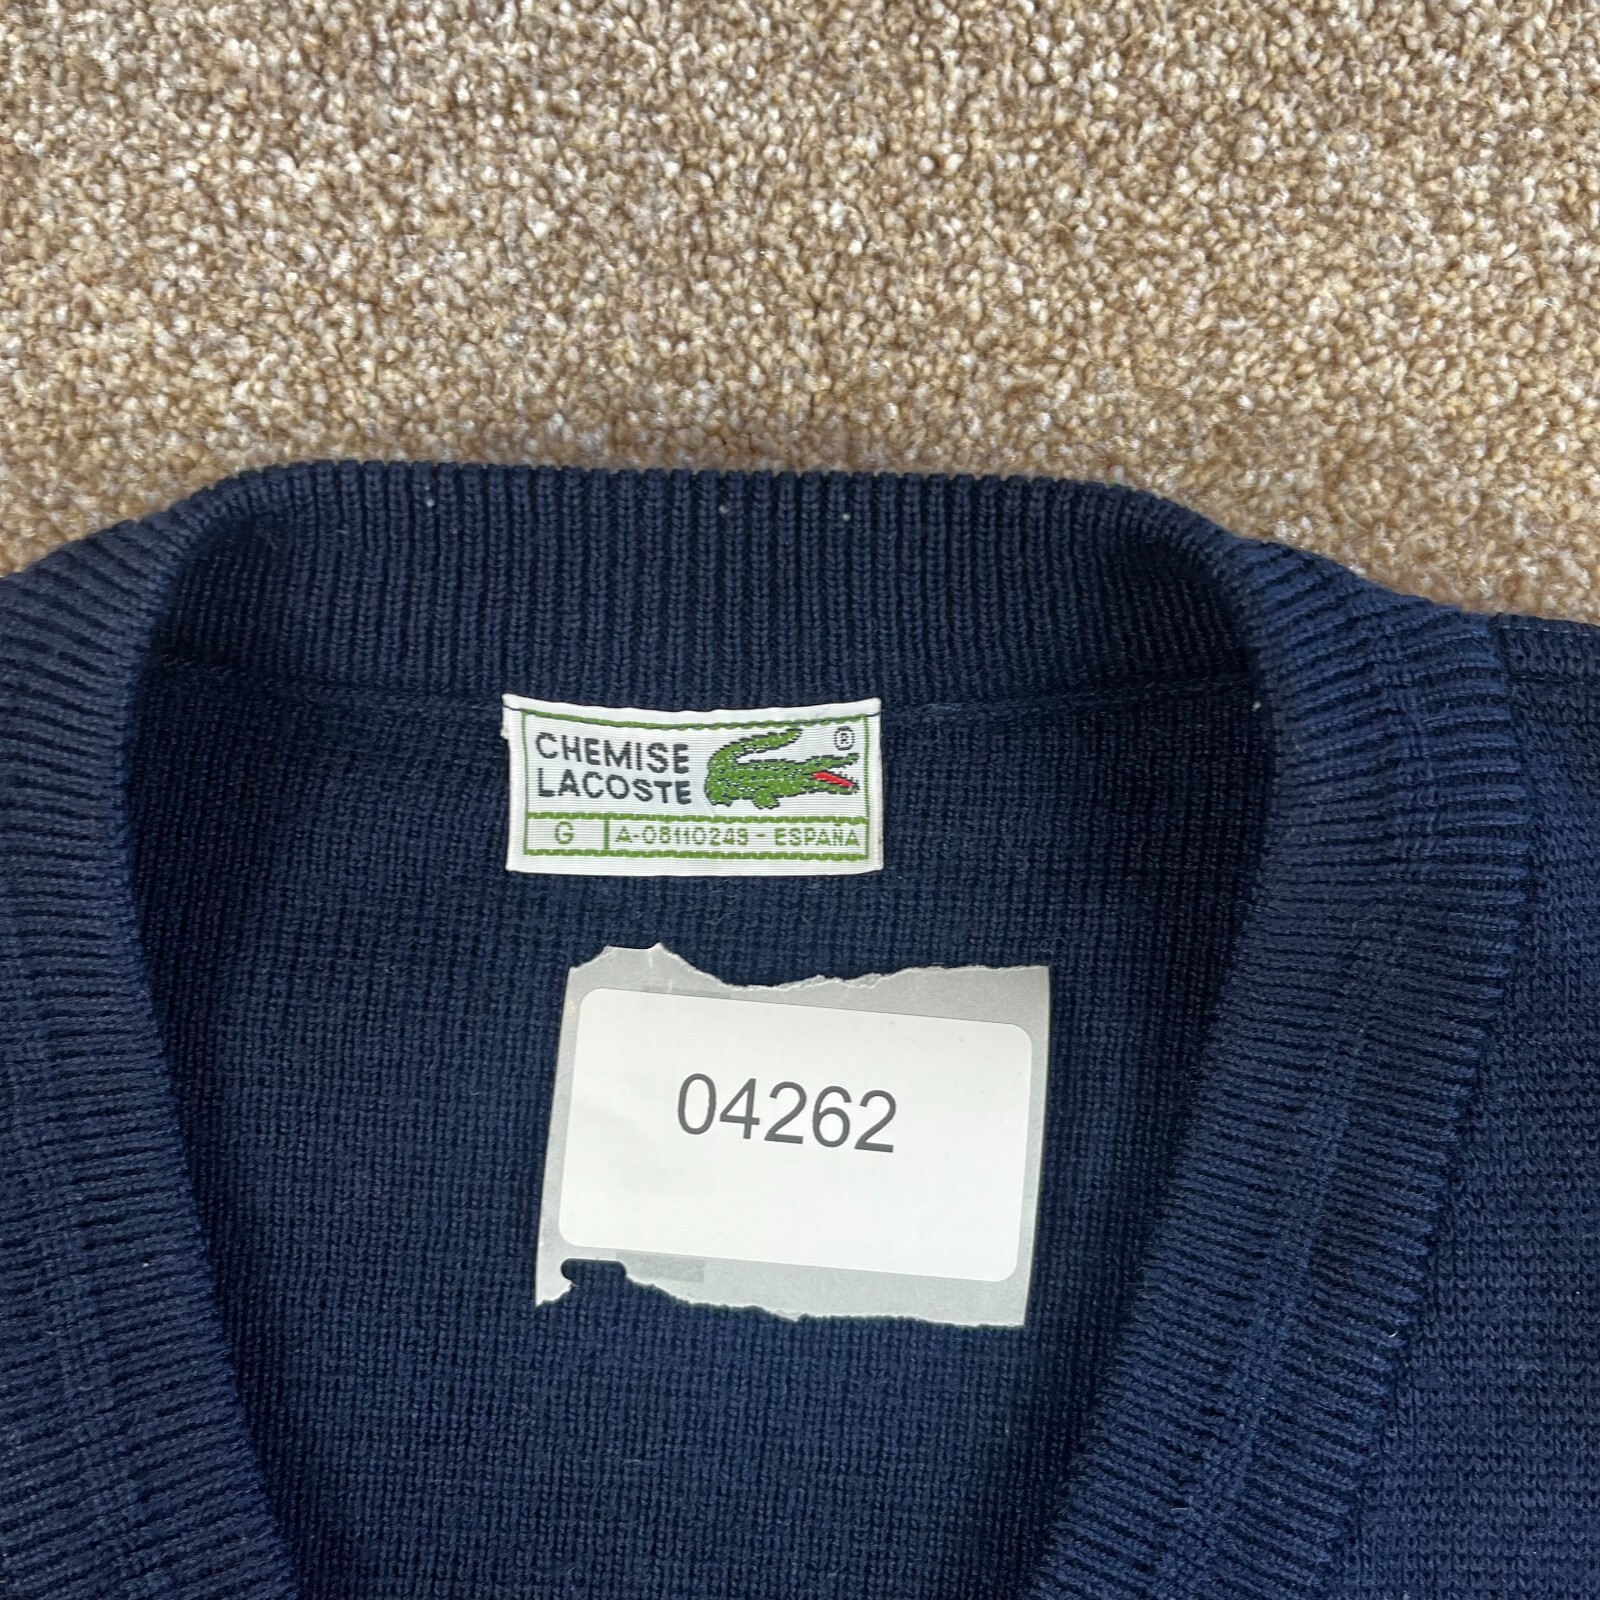 CHEMISE
LACOSTE
®
G A-08110249 - ESPAÑA
04262